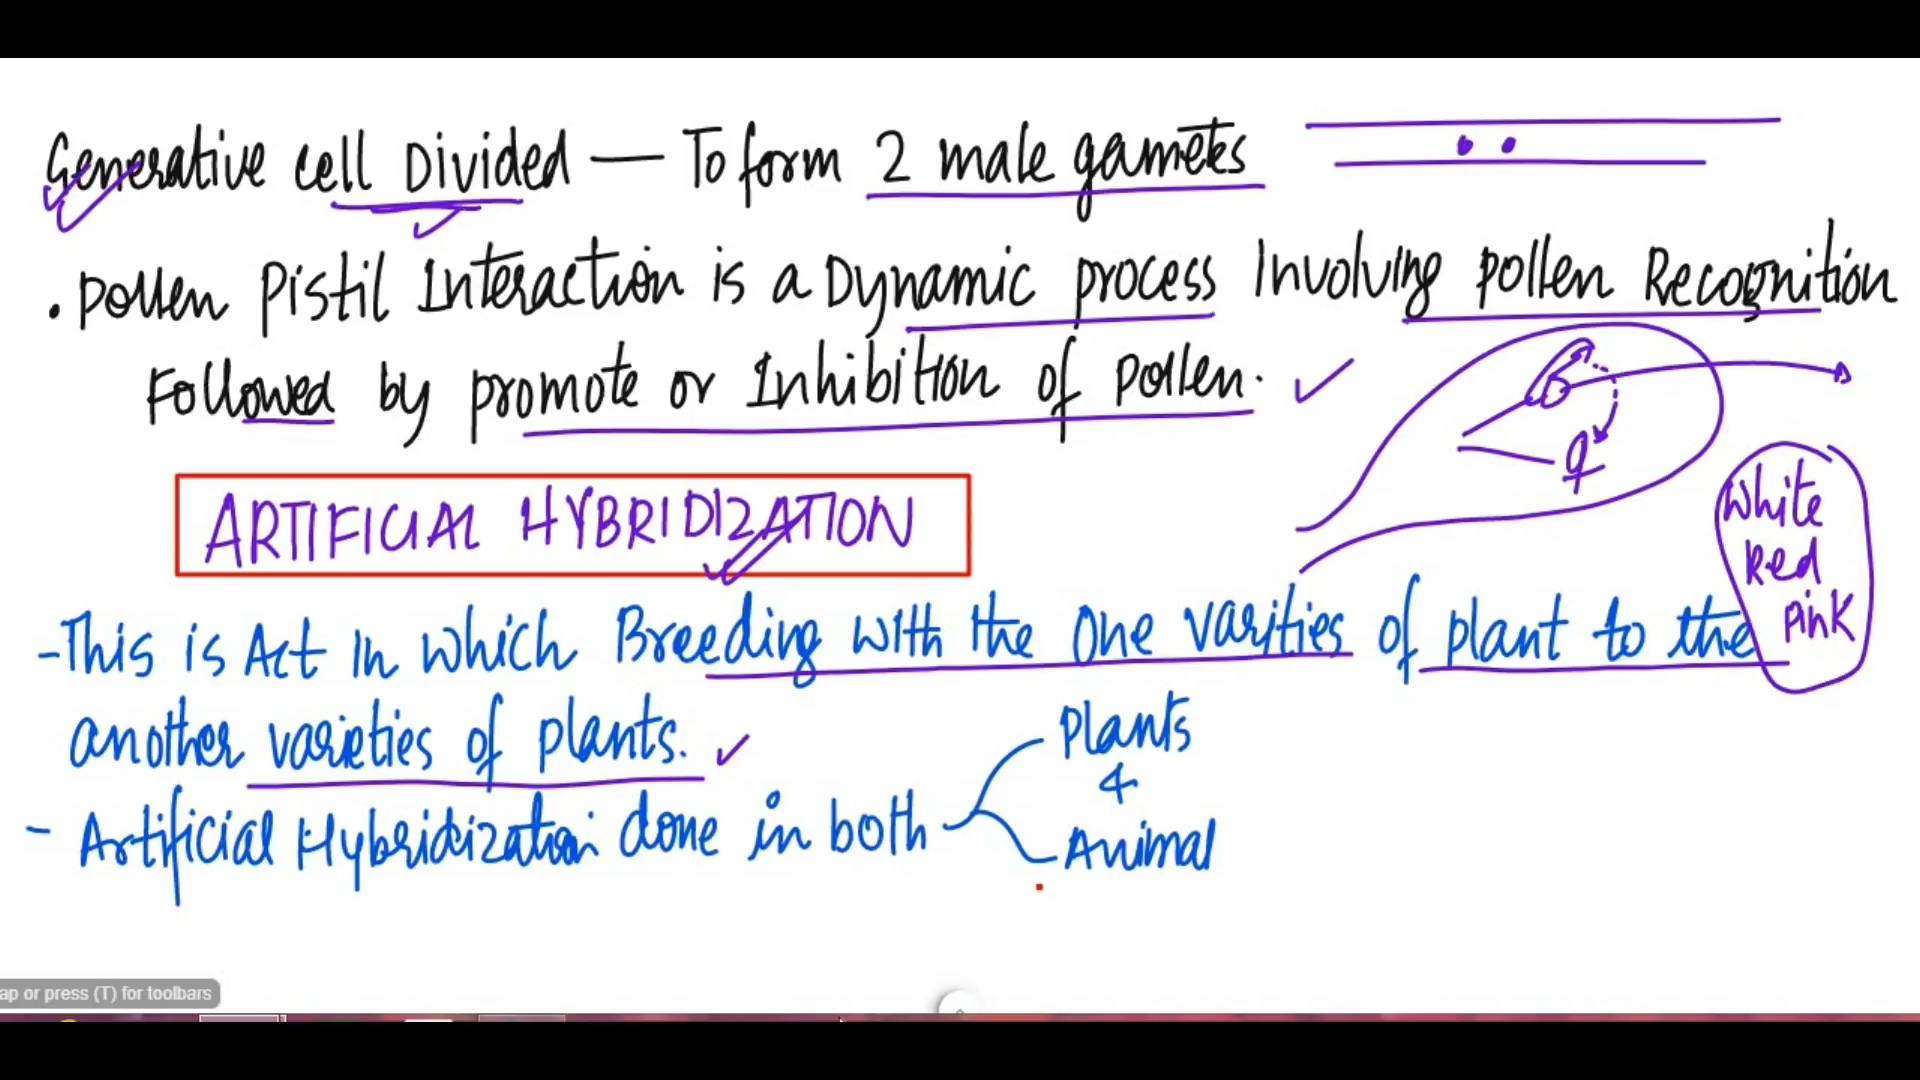 Generative cell Divided — To form 2 male gametes
. Pollen Pistil Interaction is a Dynamic process Involving pollen Recognition
Followed by promote or Inhibition of Pollen.
ARTIFICIAL HYBRIDIZATION
White
Red
Pink
-This is Act In which Breeding with the One varities of plant to the
another varieties of plants.
- Artificial Hybridization done in both
Plants
&
Animal
ap or press (T) for toolbars